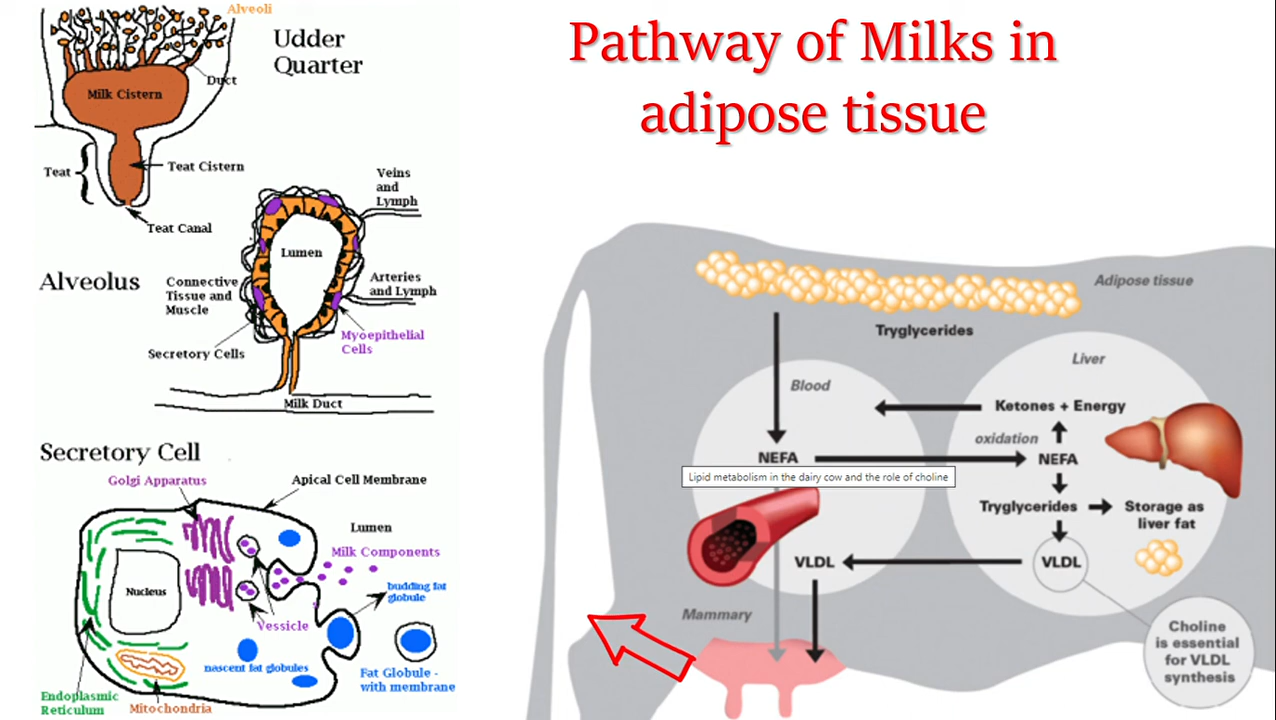 Alveoli
Udder
Quarter
Duct
Milk Cistern
Teat
Teat Cistern
Teat Canal
Veins
and
Lymph
Lumen
Alveolus
Connective
Tissue and
Muscle
Arteries
and Lymph
Myoepithelial
Cells
Secretory Cells
Milk Duct
Secretory Cell
Golgi Apparatus
Apical Cell Membrane
Lumen
Milk Components
Nucleus
budding fat
globule
Vessicle
nascent fat globules
Fat Globule -
with membrane
Endoplasmic
Reticulum
Mitochondria
Pathway of Milks in
adipose tissue
Adipose tissue
Tryglycerides
Blood
Liver
Ketones + Energy
oxidation
NEFA
NEFA
Lipid metabolism in the dairy cow and the role of choline
Tryglycerides
Storage as
liver fat
VLDL
VLDL
Mammary
Choline
is essential
for VLDL
synthesis